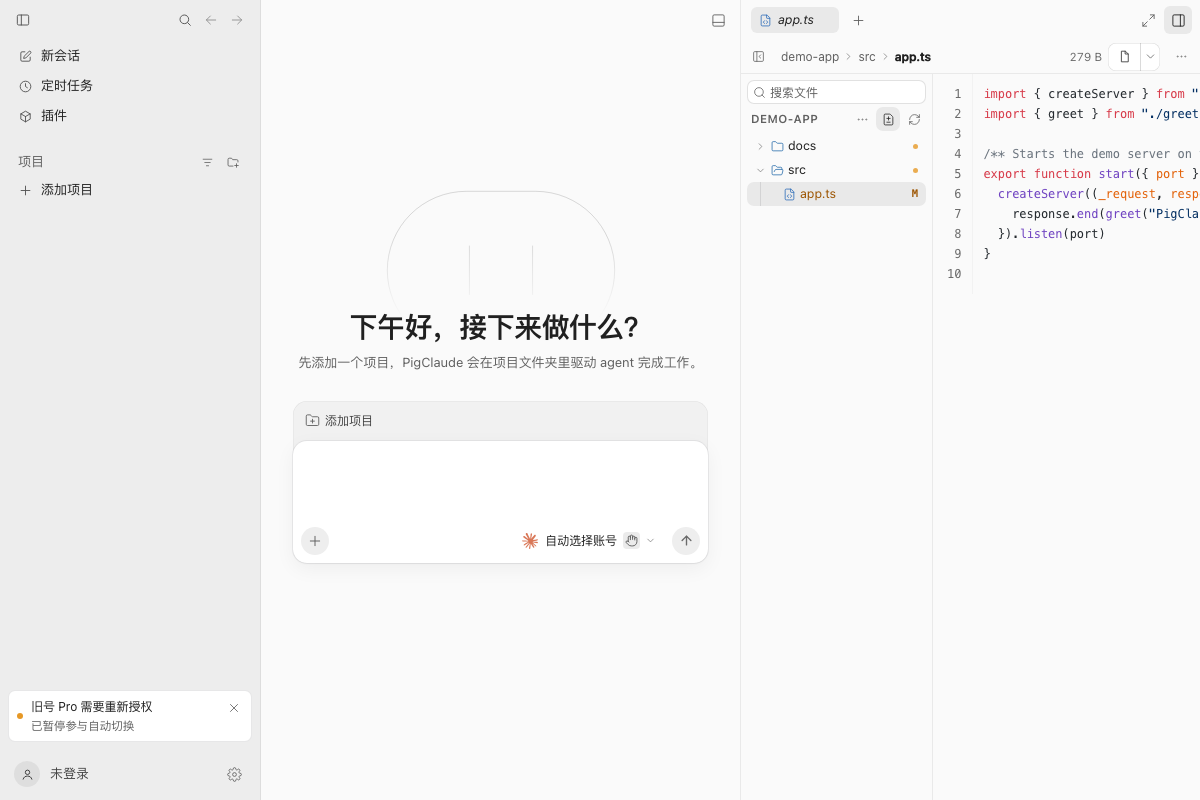 新会话
定时任务
插件
项目
添加项目
旧号 Pro 需要重新授权
已暂停参与自动切换
未登录
下午好，接下来做什么?
先添加一个项目，PigClaude 会在项目文件夹里驱动 agent 完成工作。
添加项目
自动选择账号
app.ts
demo-app > src > app.ts
279 B
搜索文件
DEMO-APP
docs
src
app.ts M
1 import { createServer } from "
2 import { greet } from "./greet
3
4 /** Starts the demo server on
5 export function start({ port }
6 createServer((_request, respo
7 response.end(greet("PigCla
8 }).listen(port)
9 }
10